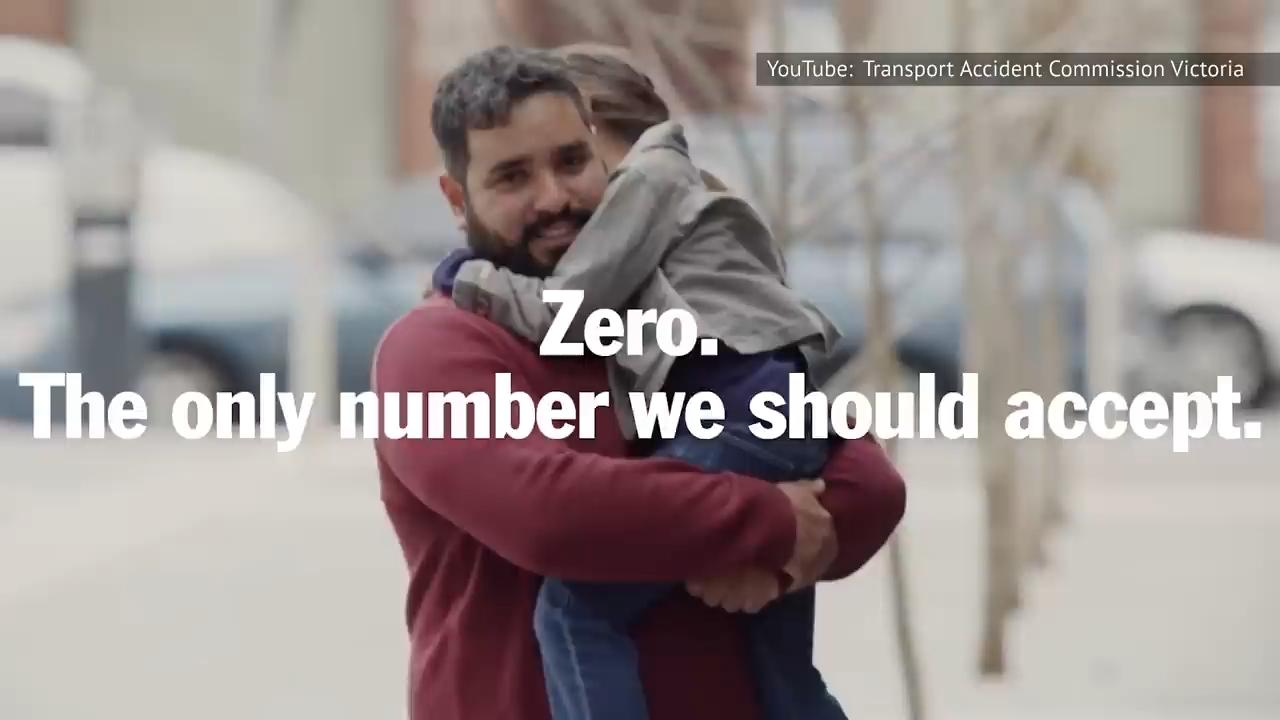 YouTube: Transport Accident Commission Victoria
Zero.
The only number we should accept.